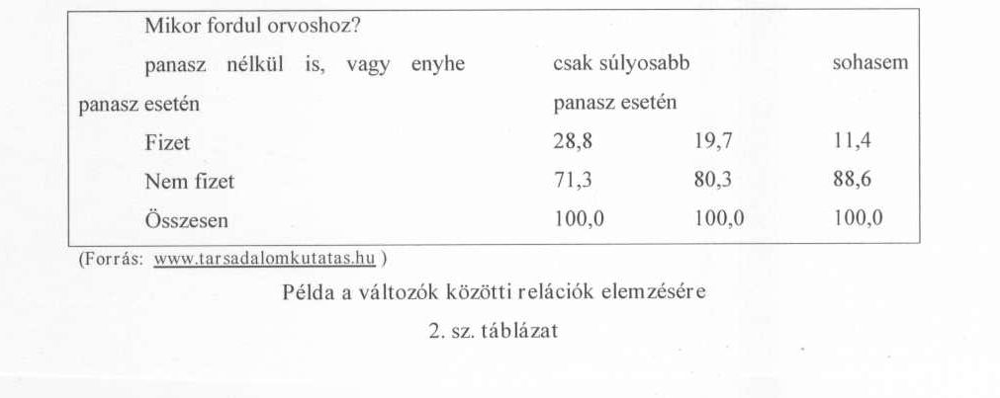 Mikor fordul orvoshoz?
panasz nélkül is, vagy enyhe csak súlyosabb sohasem
panasz esetén panasz esetén
Fizet 28,8 19,7 11,4
Nem fizet 71,3 80,3 88,6
Összesen 100,0 100,0 100,0
(Forrás: www.tarsadalomkutatas.hu )
Példa a változók közötti relációk elemzésére
2. sz. táblázat